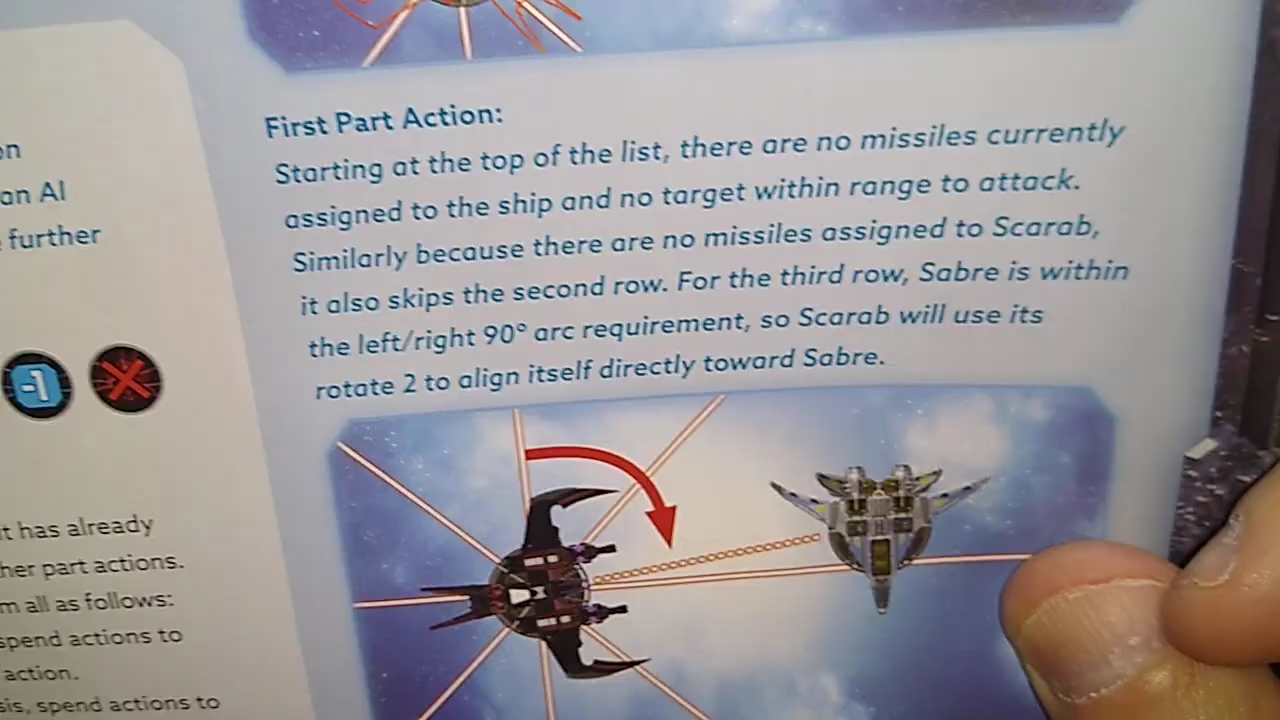 on
an AI
further
-1
t has already
her part actions.
m all as follows:
spend actions to
action.
sis, spend actions to
First Part Action:
Starting at the top of the list, there are no missiles currently
assigned to the ship and no target within range to attack.
Similarly because there are no missiles assigned to Scarab,
it also skips the second row. For the third row, Sabre is within
the left/right 90° arc requirement, so Scarab will use its
rotate 2 to align itself directly toward Sabre.